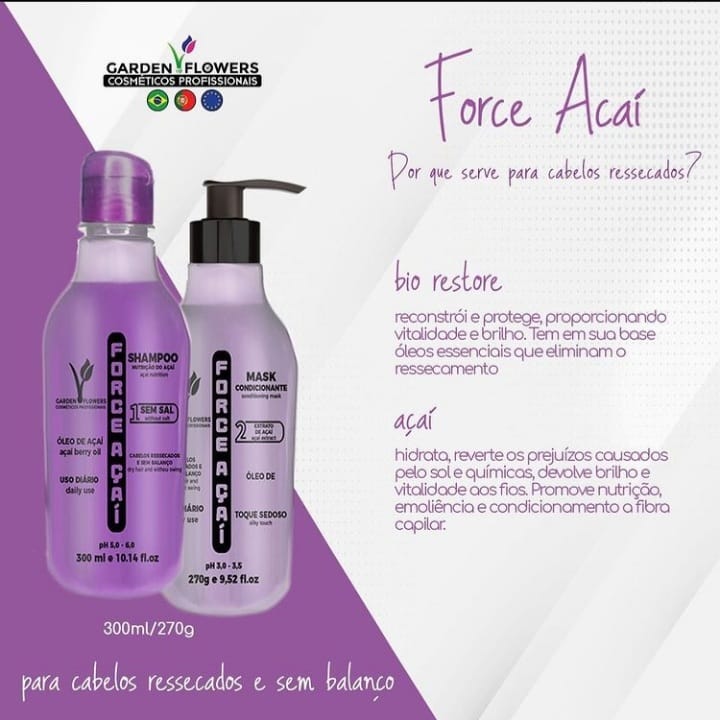 GARDEN FLOWERS
COSMÉTICOS PROFISSIONAIS
Force Acaí
Por que serve para cabelos ressecados?
bio restore
reconstrói e protege, proporcionando
vitalidade e brilho. Tem em sua base
óleos essenciais que eliminam o
ressecamento
açaí
hidrata, reverte os prejuízos causados
pelo sol e químicas, devolve brilho e
vitalidade aos fios. Promove nutrição,
emoliência e condicionamento a fibra
capilar.
FORCE AÇAÍ
SHAMPOO
NUTRIÇÃO DO AÇAÍ
açai nutrition
GARDEN FLOWERS
COSMÉTICOS PROFISSIONAIS
1 SEM SAL
without salt
ÓLEO DE AÇAÍ
açaí berry oil
CABELOS RESSECADOS
E SEM BALANÇO
USO DIÁRIO
daily use
pH 5,0 - 6,0
300 ml e 10.14 fl.oz
FORCE AÇAÍ
MASK
CONDICIONANTE
conditioning mask
FLOWERS
PROFISSIONAIS
2 EXTRATO
DE AÇAÍ
açai extract
ÓLEO DE
TOQUE SEDOSO
silky touch
pH 3,0 - 3,5
270g e 9,52 fl.oz
300ml/270g
para cabelos ressecados e sem balanço